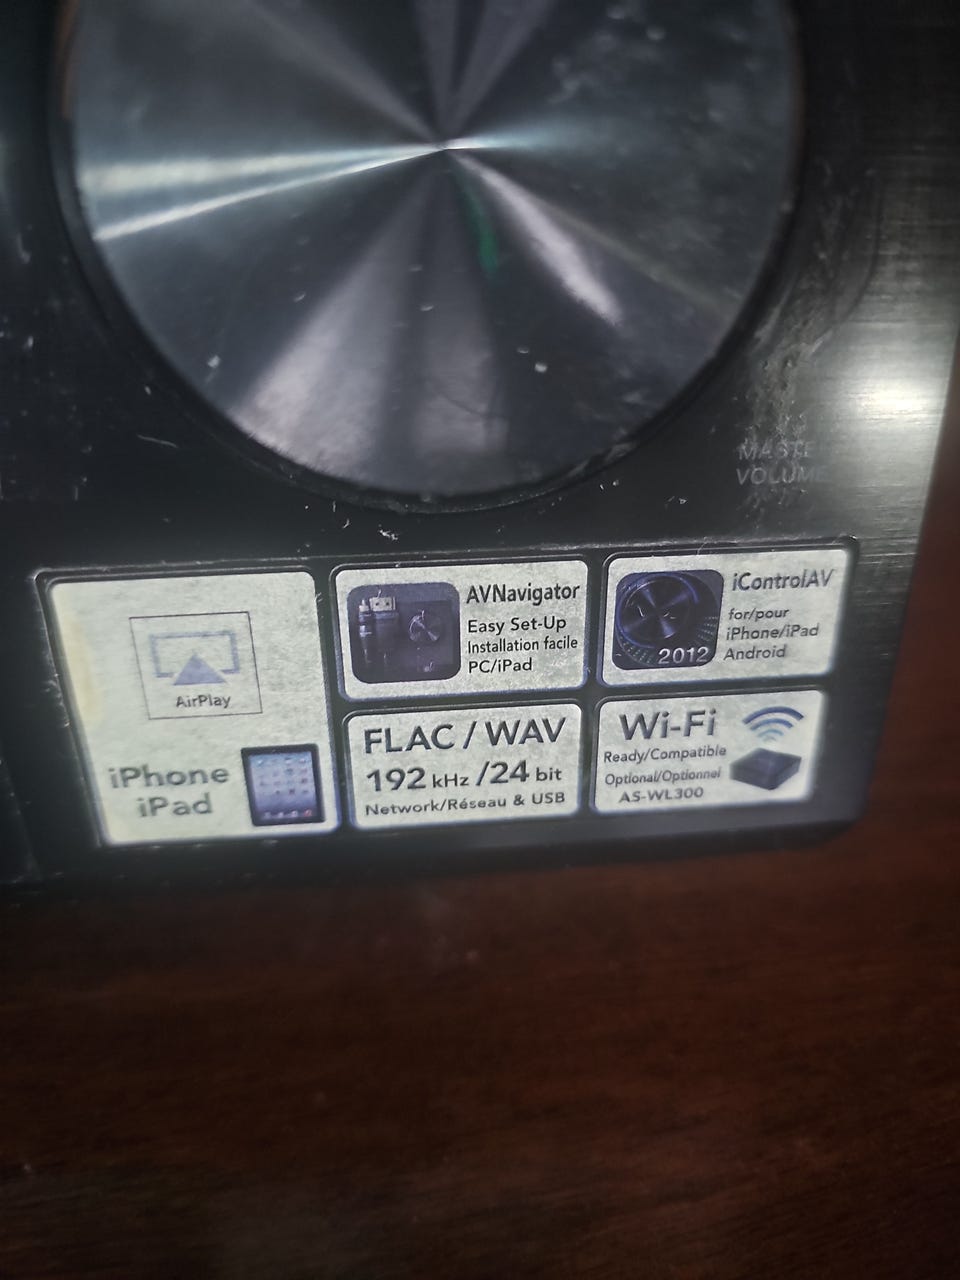 MASTER
VOLUME
AirPlay
iPhone
iPad
AVNavigator
Easy Set-Up
Installation facile
PC/iPad
iControlAV
for/pour
iPhone/iPad
Android
2012
FLAC / WAV
192 kHz /24 bit
Network/Réseau & USB
Wi-Fi
Ready/Compatible
Optional/Optionnel
AS-WL300